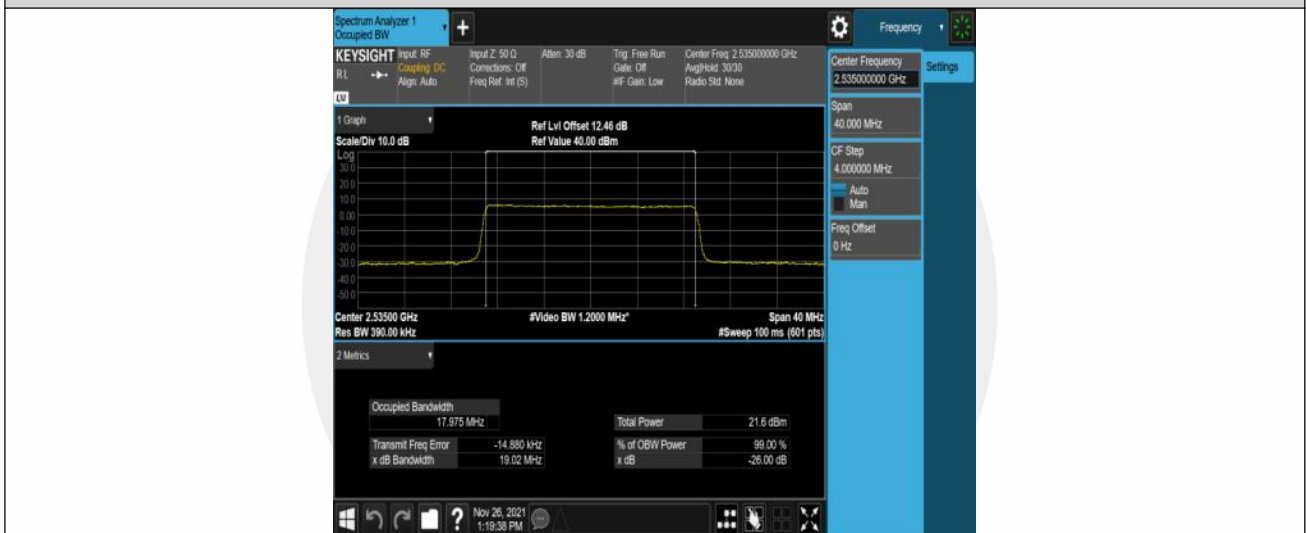 Spectrum Analyzer 1
Occupied BW
+
Frequency
KEYSIGHT
R L
LW
Input: RF
Coupling: DC
Align: Auto
Input Z: 50 Ω
Corrections: Off
Freq Ref: Int (S)
Atten: 30 dB
Trig: Free Run
Gate: Off
#IF Gain: Low
Center Freq: 2.535000000 GHz
Avg|Hold: 30/30
Radio Std: None
Center Frequency
2.535000000 GHz
Settings
Span
40.000 MHz
CF Step
4.000000 MHz
Auto
Man
Freq Offset
0 Hz
1 Graph
Scale/Div 10.0 dB
Ref Lvl Offset 12.46 dB
Ref Value 40.00 dBm
Log
30.0
20.0
10.0
0.00
-10.0
-20.0
-30.0
-40.0
-50.0
Center 2.53500 GHz
#Video BW 1.2000 MHz*
Span 40 MHz
Res BW 390.00 kHz
#Sweep 100 ms (601 pts)
2 Metrics
Occupied Bandwidth
17.975 MHz
Total Power 21.6 dBm
Transmit Freq Error -14.880 kHz
% of OBW Power 99.00 %
x dB Bandwidth 19.02 MHz
x dB -26.00 dB
?
Nov 26, 2021
1:19:38 PM